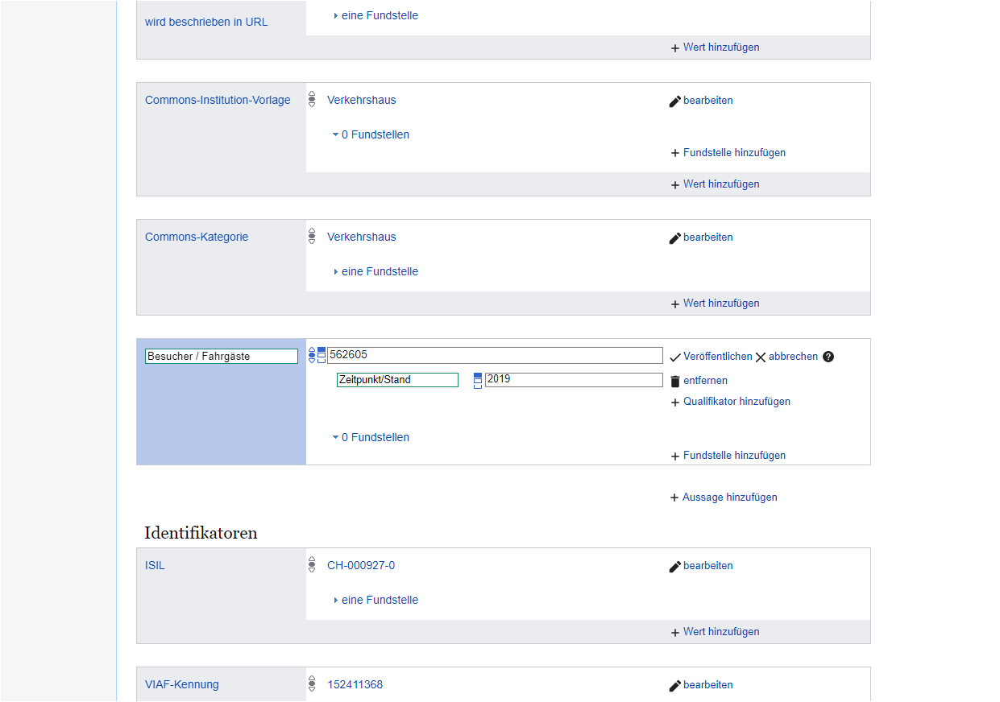 eine Fundstelle
wird beschrieben in URL
Wert hinzufügen
Commons-Institution-Vorlage Verkehrshaus bearbeiten
0 Fundstellen
Fundstelle hinzufügen
Wert hinzufügen
Commons-Kategorie Verkehrshaus bearbeiten
eine Fundstelle
Wert hinzufügen
Besucher / Fahrgäste 562605 Veröffentlichen abbrechen ?
Zeitpunkt/Stand 2019 entfernen
Qualifikator hinzufügen
0 Fundstellen
Fundstelle hinzufügen
Aussage hinzufügen
Identifikatoren
ISIL CH-000927-0 bearbeiten
eine Fundstelle
Wert hinzufügen
VIAF-Kennung 152411368 bearbeiten